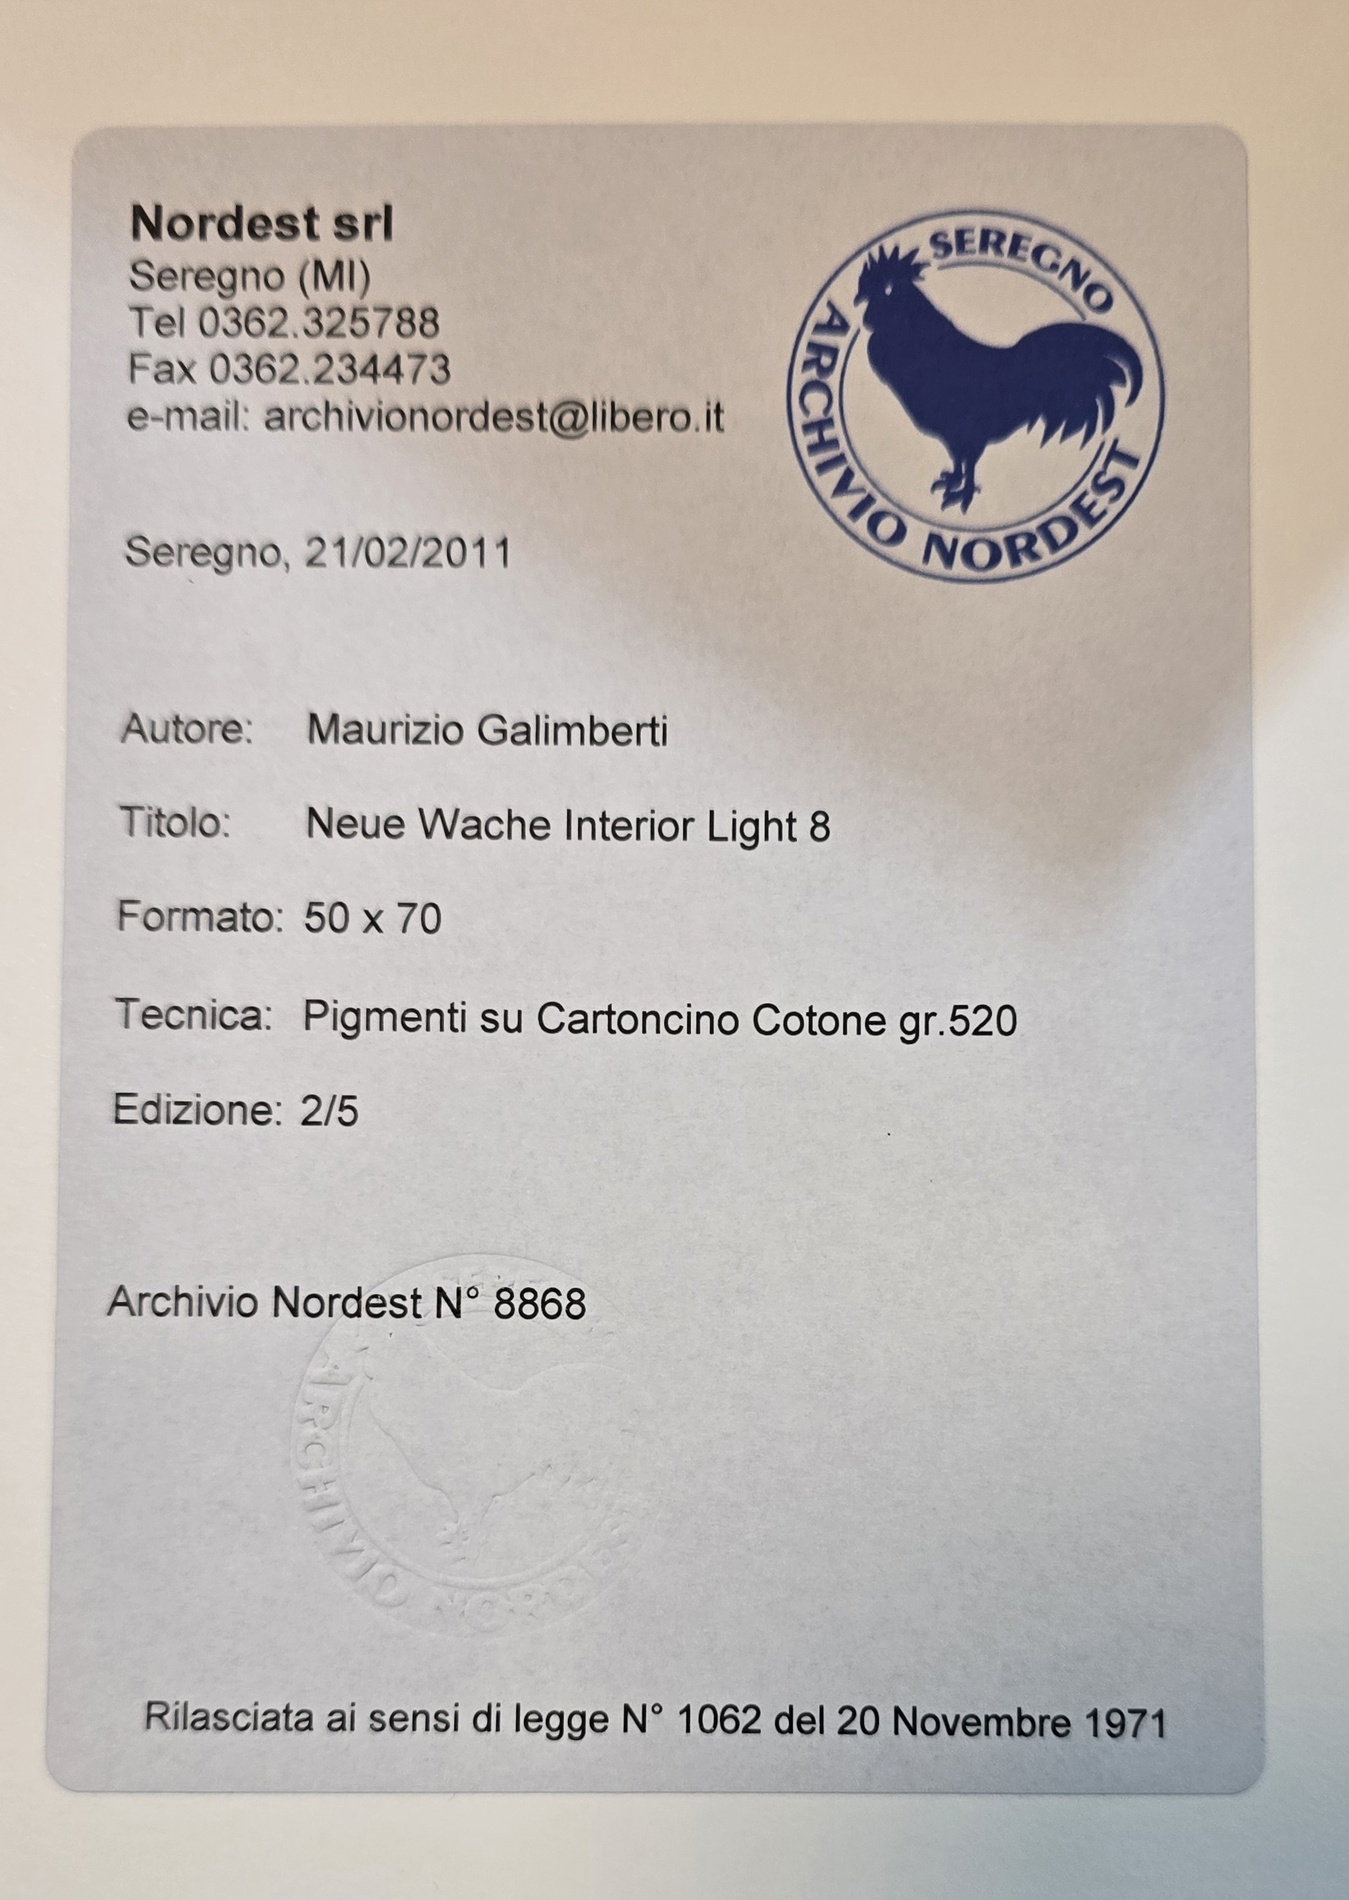 Nordest srl
Seregno (MI)
Tel 0362.325788
Fax 0362.234473
e-mail: archivionordest@libero.it
SEREGNO
ARCHIVIO NORDEST
Seregno, 21/02/2011
Autore: Maurizio Galimberti
Titolo: Neue Wache Interior Light 8
Formato: 50 x 70
Tecnica: Pigmenti su Cartoncino Cotone gr.520
Edizione: 2/5
Archivio Nordest N° 8868
ARCHIVIO NORDEST
Rilasciata ai sensi di legge N° 1062 del 20 Novembre 1971